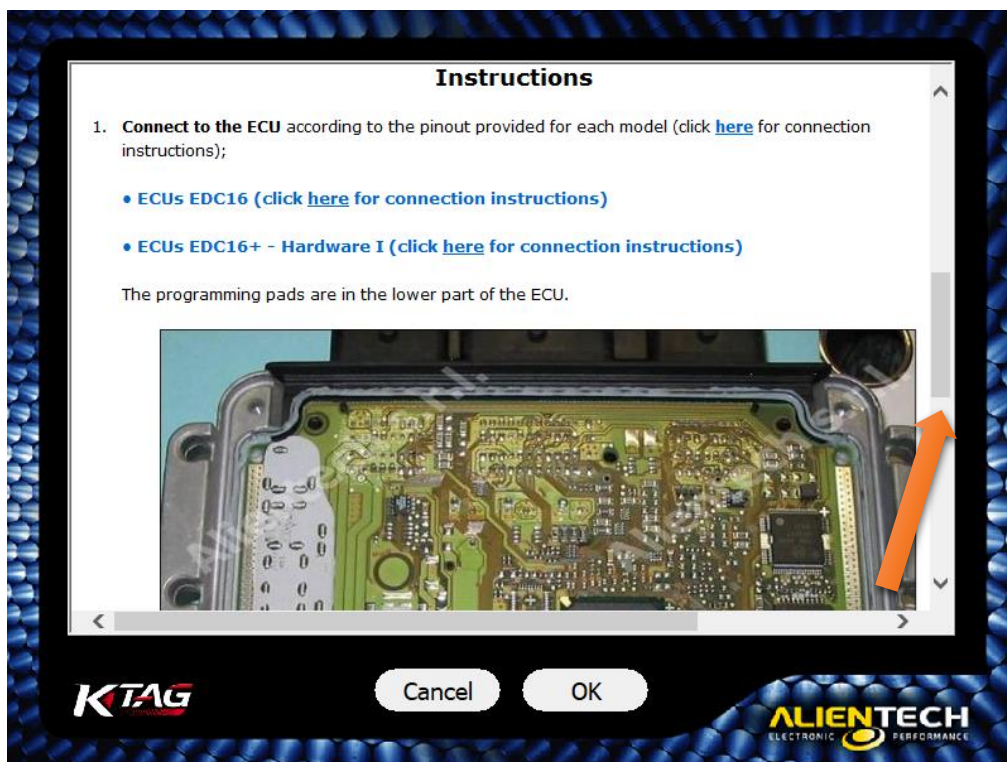 Instructions
1. Connect to the ECU according to the pinout provided for each model (click here for connection
instructions);
• ECUs EDC16 (click here for connection instructions)
• ECUs EDC16+ - Hardware I (click here for connection instructions)
The programming pads are in the lower part of the ECU.
Alientech s.r.l.
Alientech s.r.l.
Cancel
OK
KTAG
ALIENTECH
ELECTRONIC PERFORMANCE